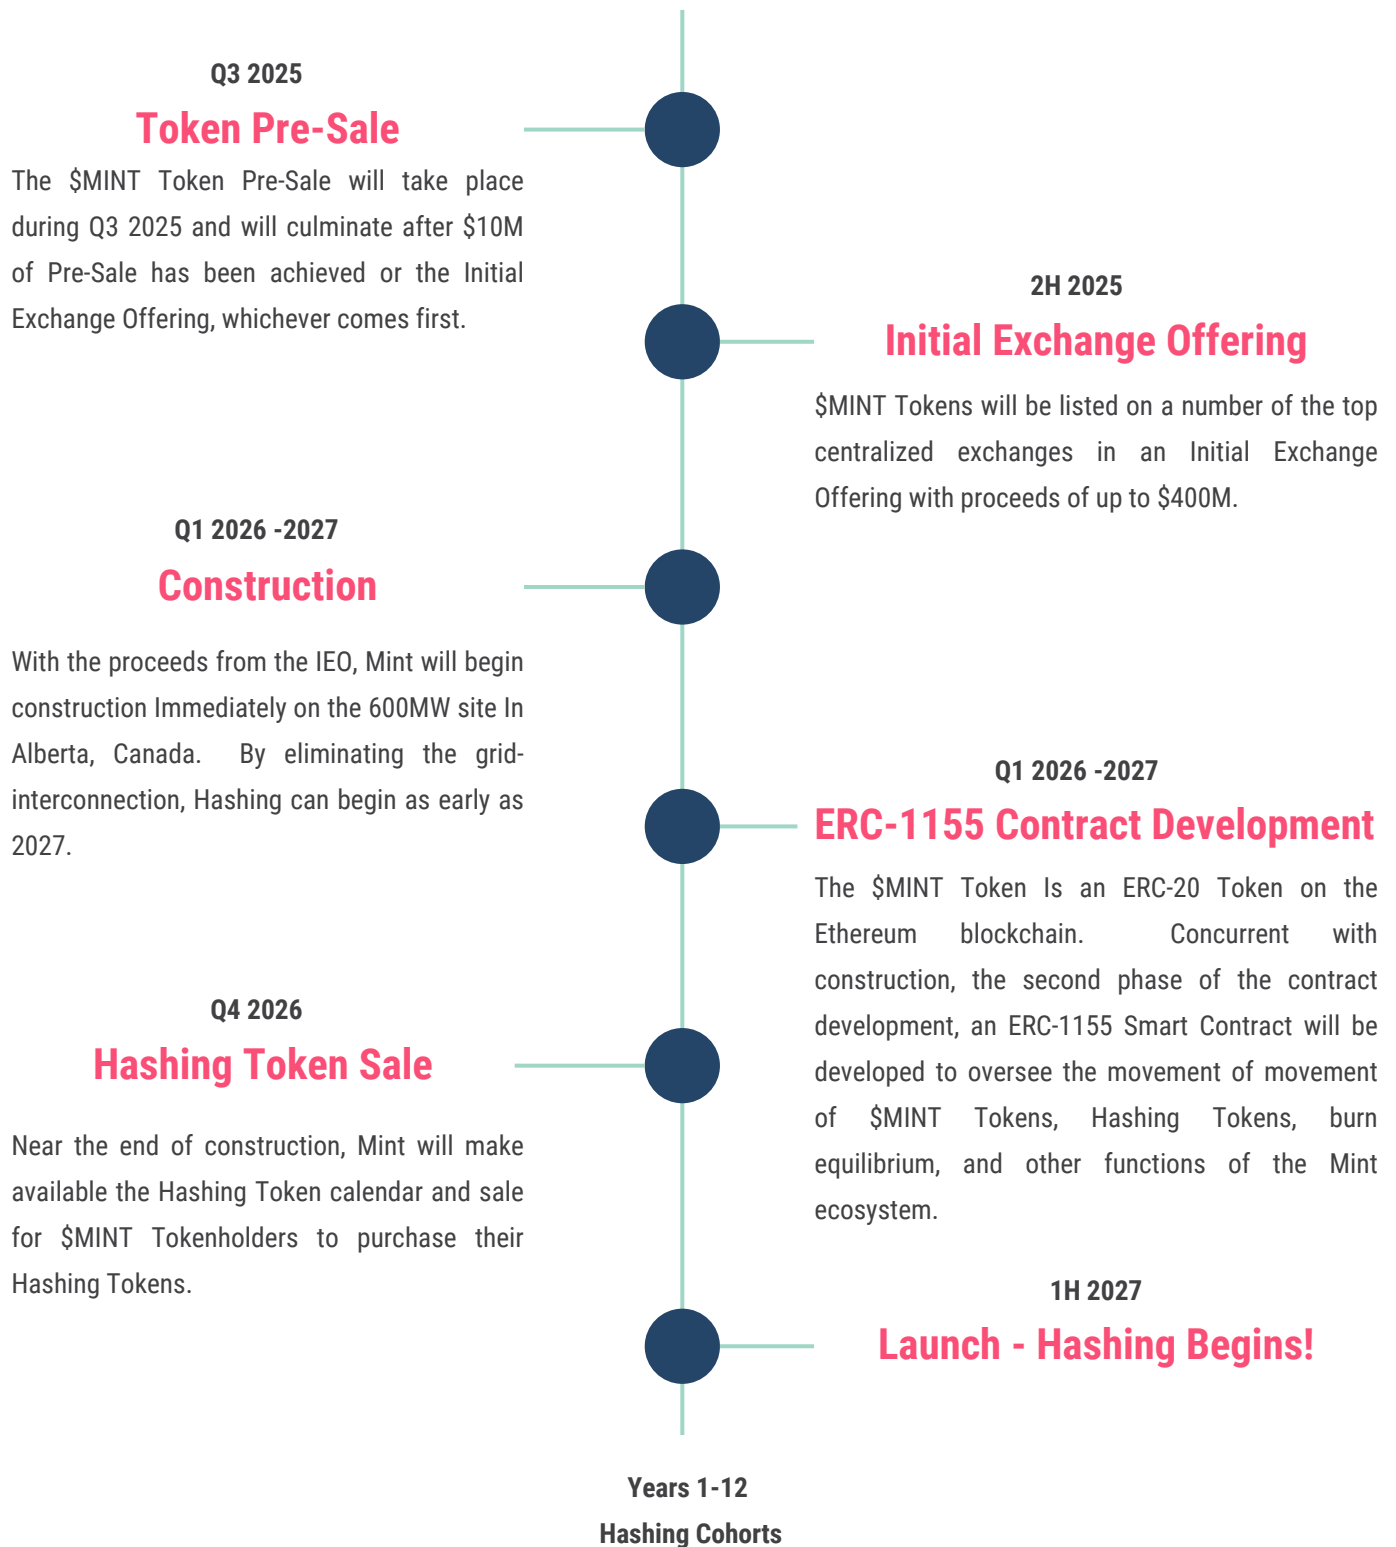 Q3 2025
Token Pre-Sale
The $MINT Token Pre-Sale will take place
during Q3 2025 and will culminate after $10M
of Pre-Sale has been achieved or the Initial
Exchange Offering, whichever comes first.
2H 2025
Initial Exchange Offering
$MINT Tokens will be listed on a number of the top
centralized exchanges in an Initial Exchange
Offering with proceeds of up to $400M.
Q1 2026 -2027
Construction
With the proceeds from the IEO, Mint will begin
construction Immediately on the 600MW site In
Alberta, Canada. By eliminating the grid-
interconnection, Hashing can begin as early as
2027.
Q1 2026 -2027
ERC-1155 Contract Development
The $MINT Token Is an ERC-20 Token on the
Ethereum blockchain. Concurrent with
construction, the second phase of the contract
development, an ERC-1155 Smart Contract will be
developed to oversee the movement of movement
of $MINT Tokens, Hashing Tokens, burn
equilibrium, and other functions of the Mint
ecosystem.
Q4 2026
Hashing Token Sale
Near the end of construction, Mint will make
available the Hashing Token calendar and sale
for $MINT Tokenholders to purchase their
Hashing Tokens.
1H 2027
Launch - Hashing Begins!
Years 1-12
Hashing Cohorts